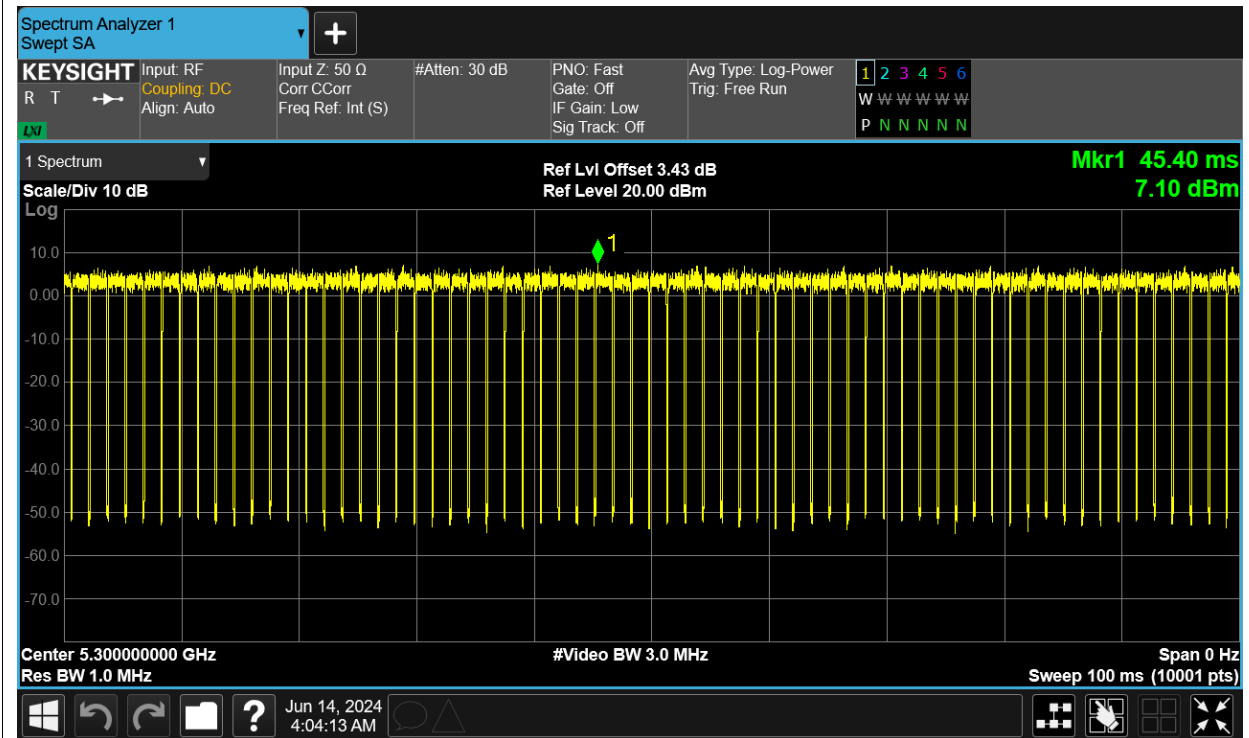 Spectrum Analyzer 1
Swept SA
KEYSIGHT
R T
LXI
Input: RF
Coupling: DC
Align: Auto
Input Z: 50 Ω
Corr CCorr
Freq Ref: Int (S)
#Atten: 30 dB
PNO: Fast
Gate: Off
IF Gain: Low
Sig Track: Off
Avg Type: Log-Power
Trig: Free Run
1 2 3 4 5 6
W W W W W W
P N N N N N
1 Spectrum
Scale/Div 10 dB
Log
Ref Lvl Offset 3.43 dB
Ref Level 20.00 dBm
Mkr1 45.40 ms
7.10 dBm
1
10.0
0.00
-10.0
-20.0
-30.0
-40.0
-50.0
-60.0
-70.0
Center 5.300000000 GHz
Res BW 1.0 MHz
#Video BW 3.0 MHz
Span 0 Hz
Sweep 100 ms (10001 pts)
?
Jun 14, 2024
4:04:13 AM